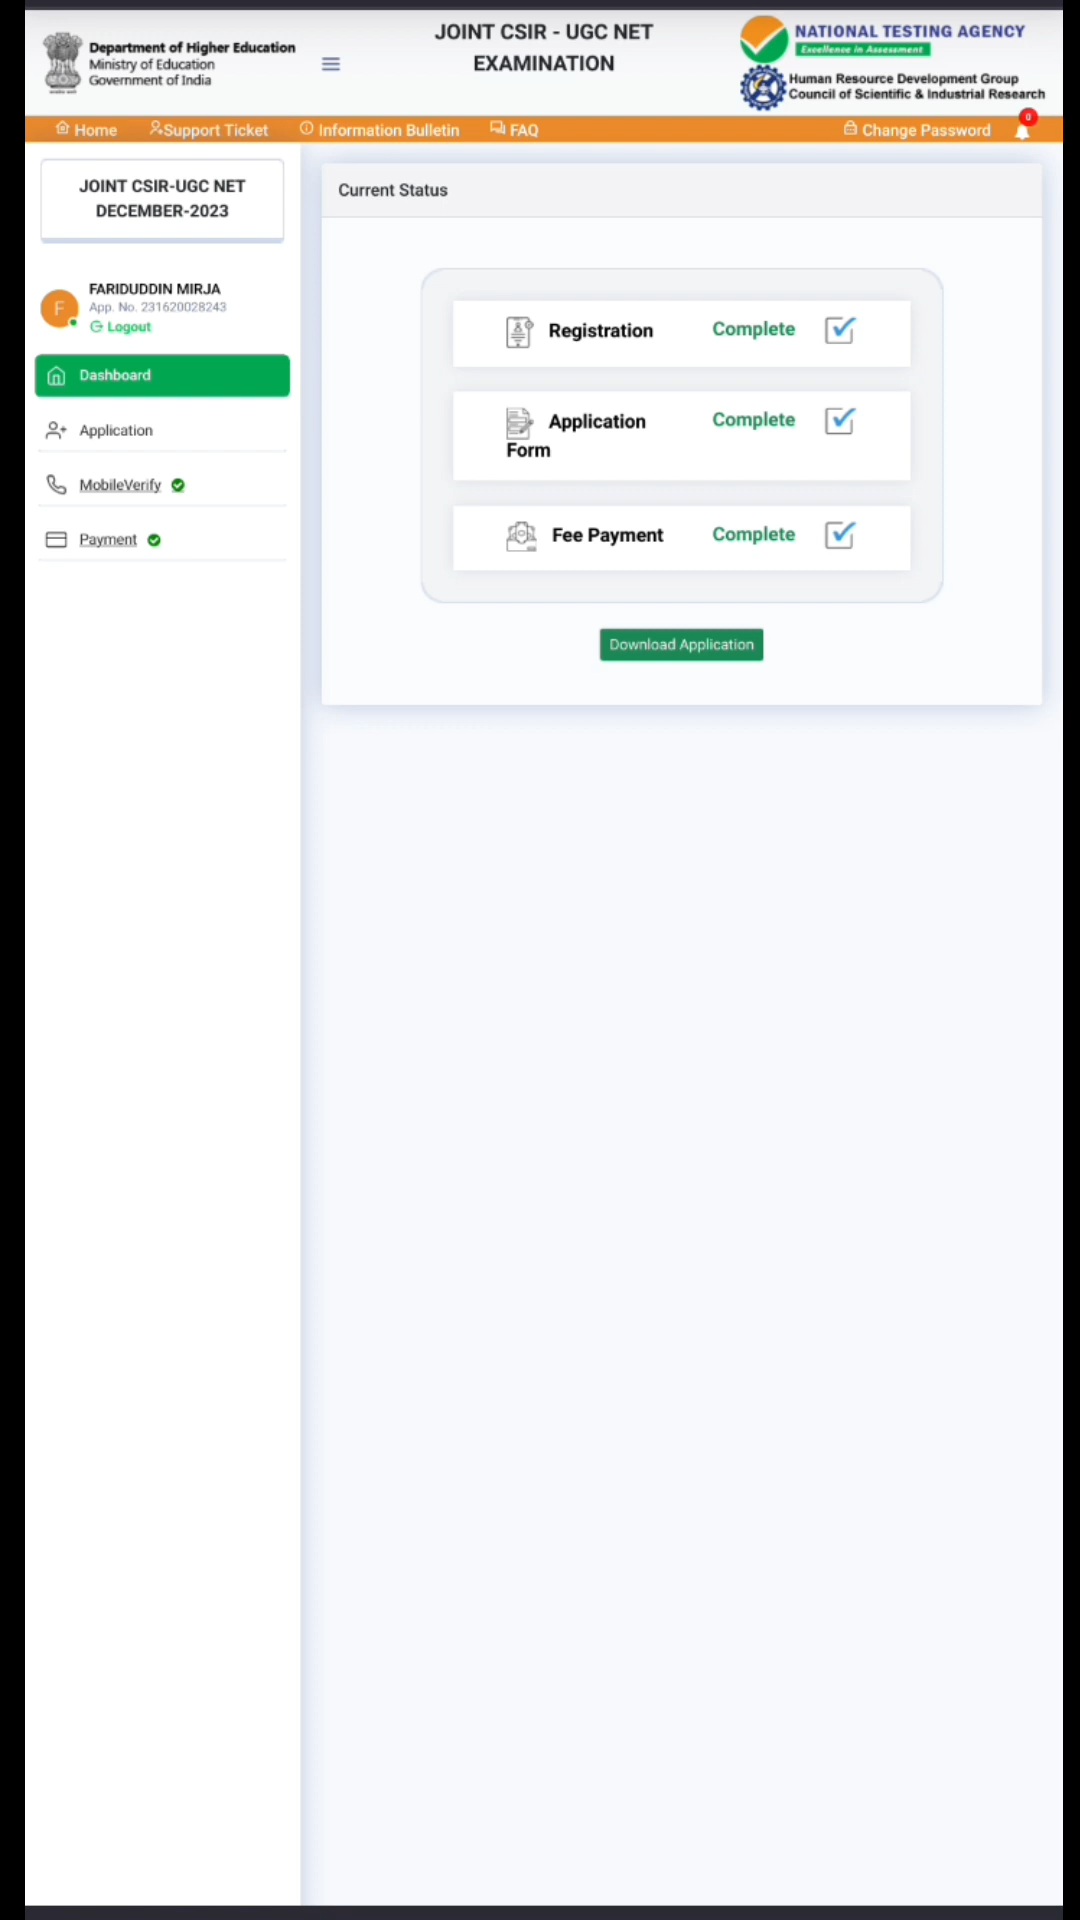 Department of Higher Education
Ministry of Education
Government of India
JOINT CSIR - UGC NET
EXAMINATION
NATIONAL TESTING AGENCY
Excellence in Assessment
Human Resource Development Group
Council of Scientific & Industrial Research
Home Support Ticket Information Bulletin FAQ Change Password 0
JOINT CSIR-UGC NET
DECEMBER-2023
F
FARIDUDDIN MIRJA
App. No. 231620028243
Logout
Dashboard
Application
MobileVerify
Payment
Current Status
Registration Complete
Application Complete
Form
Fee Payment Complete
Download Application